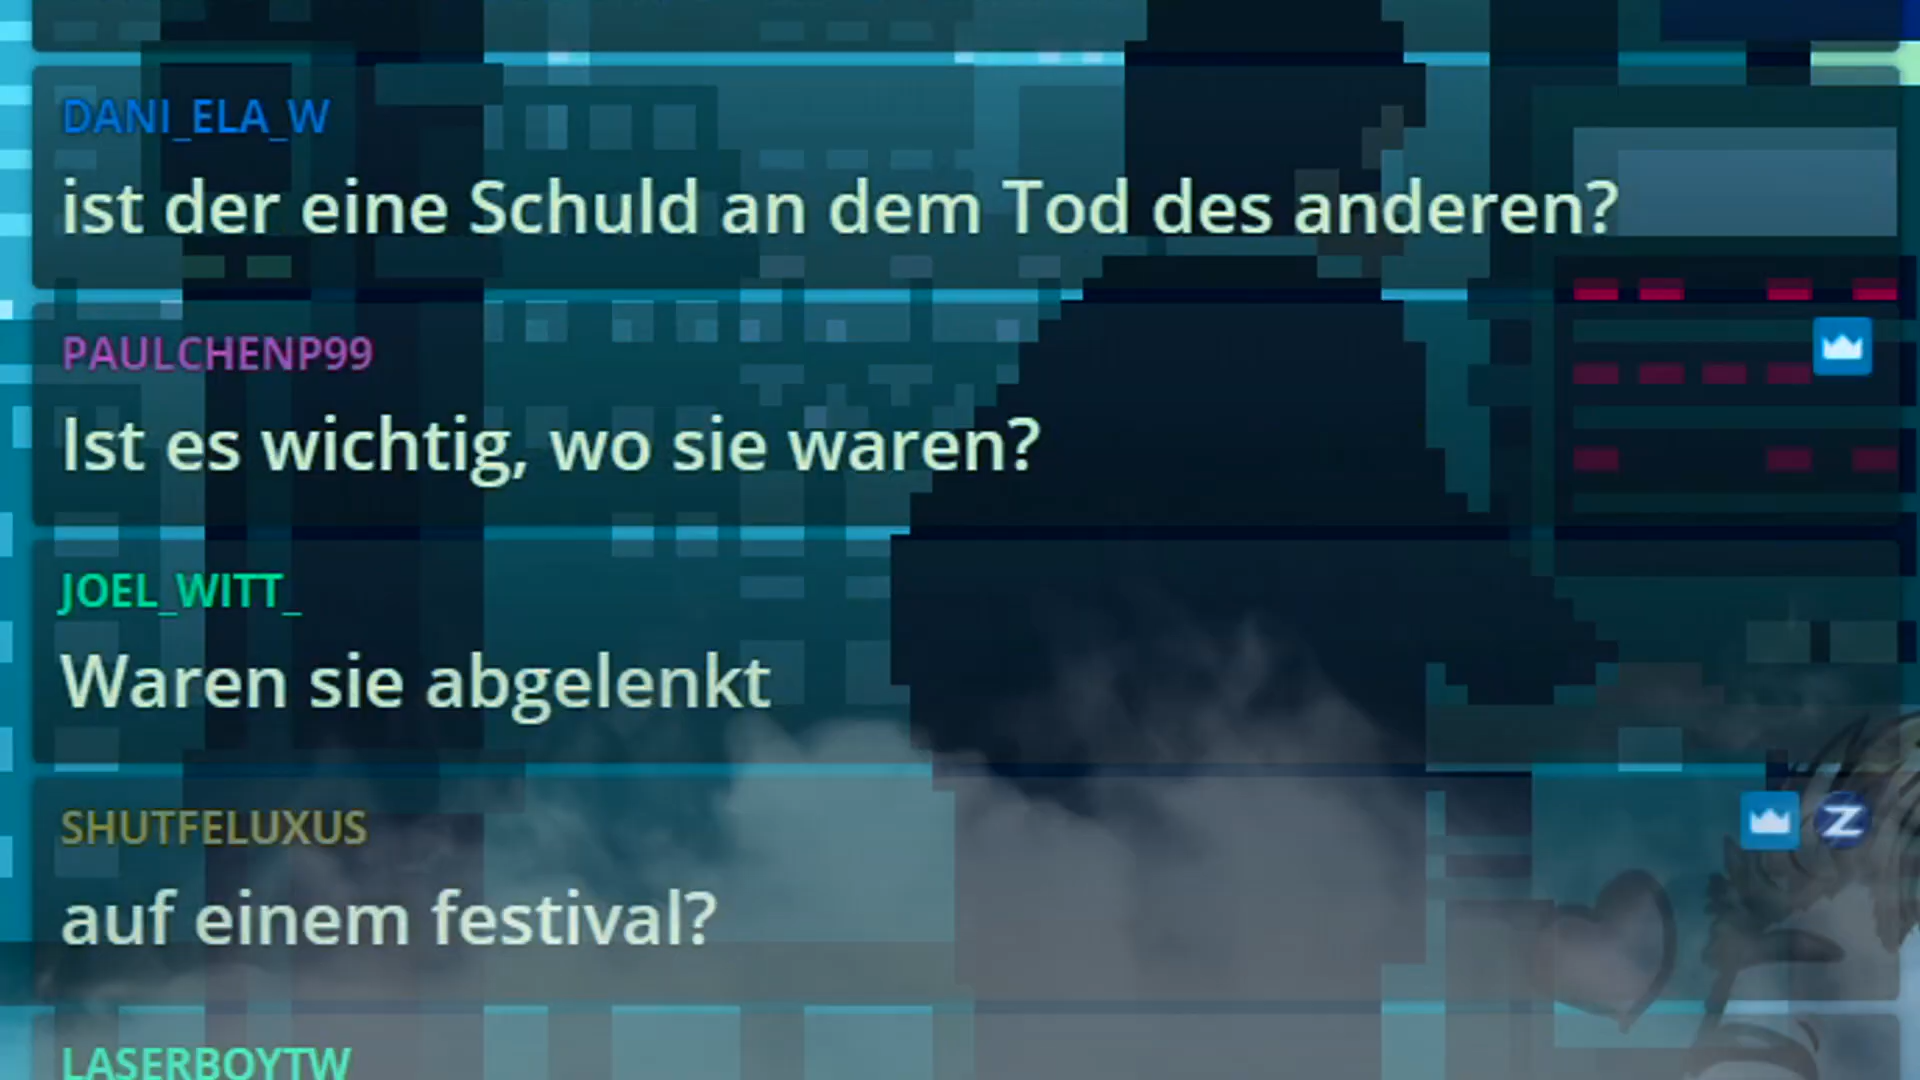 DANI_ELA_W
ist der eine Schuld an dem Tod des anderen?
PAULCHENP99
Ist es wichtig, wo sie waren?
JOEL_WITT_
Waren sie abgelenkt
SHUTFELUXUS
auf einem festival?
LASERBOYTW